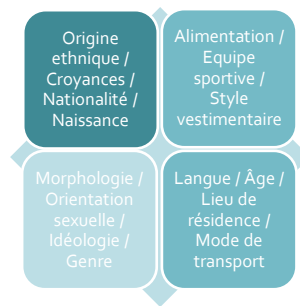 Origine
ethnique /
Croyances /
Nationalité /
Naissance
Alimentation /
Equipe
sportive /
Style
vestimentaire
Morphologie /
Orientation
sexuelle /
Idéologie /
Genre
Langue / Âge /
Lieu de
résidence /
Mode de
transport